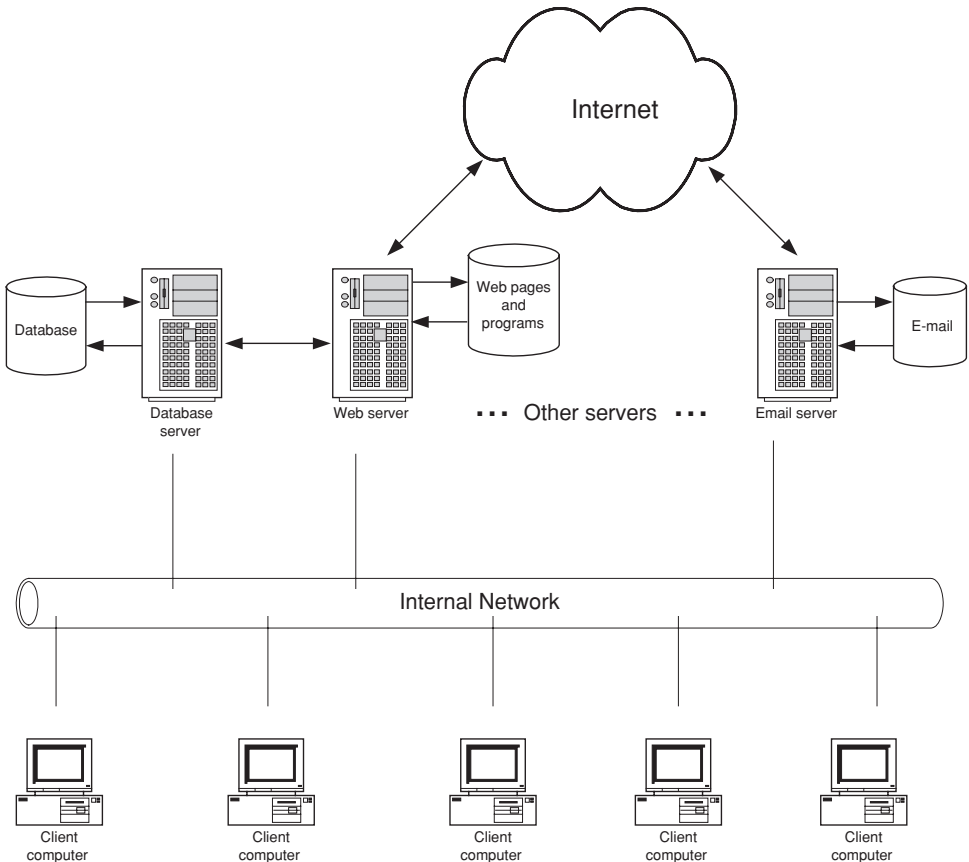 Internet
Database
Web pages
and
programs
E-mail
Database
server
Web server
... Other servers ...
Email server
Internal Network
Client
computer
Client
computer
Client
computer
Client
computer
Client
computer